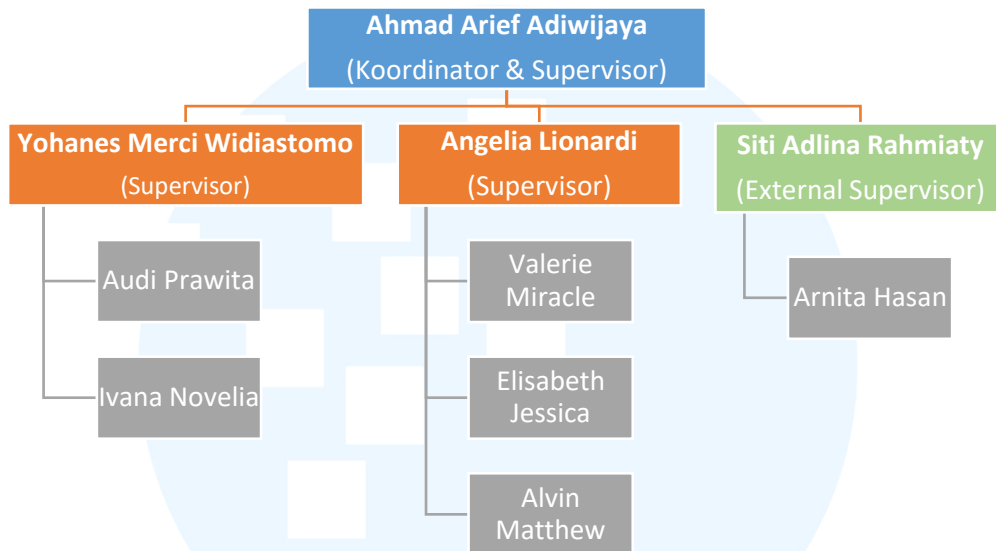 Ahmad Arief Adiwijaya
(Koordinator & Supervisor)
Yohanes Merci Widiastomo
(Supervisor)
Angelia Lionardi
(Supervisor)
Siti Adlina Rahmiaty
(External Supervisor)
Audi Prawita
Ivana Novelia
Valerie
Miracle
Elisabeth
Jessica
Alvin
Matthew
Arnita Hasan